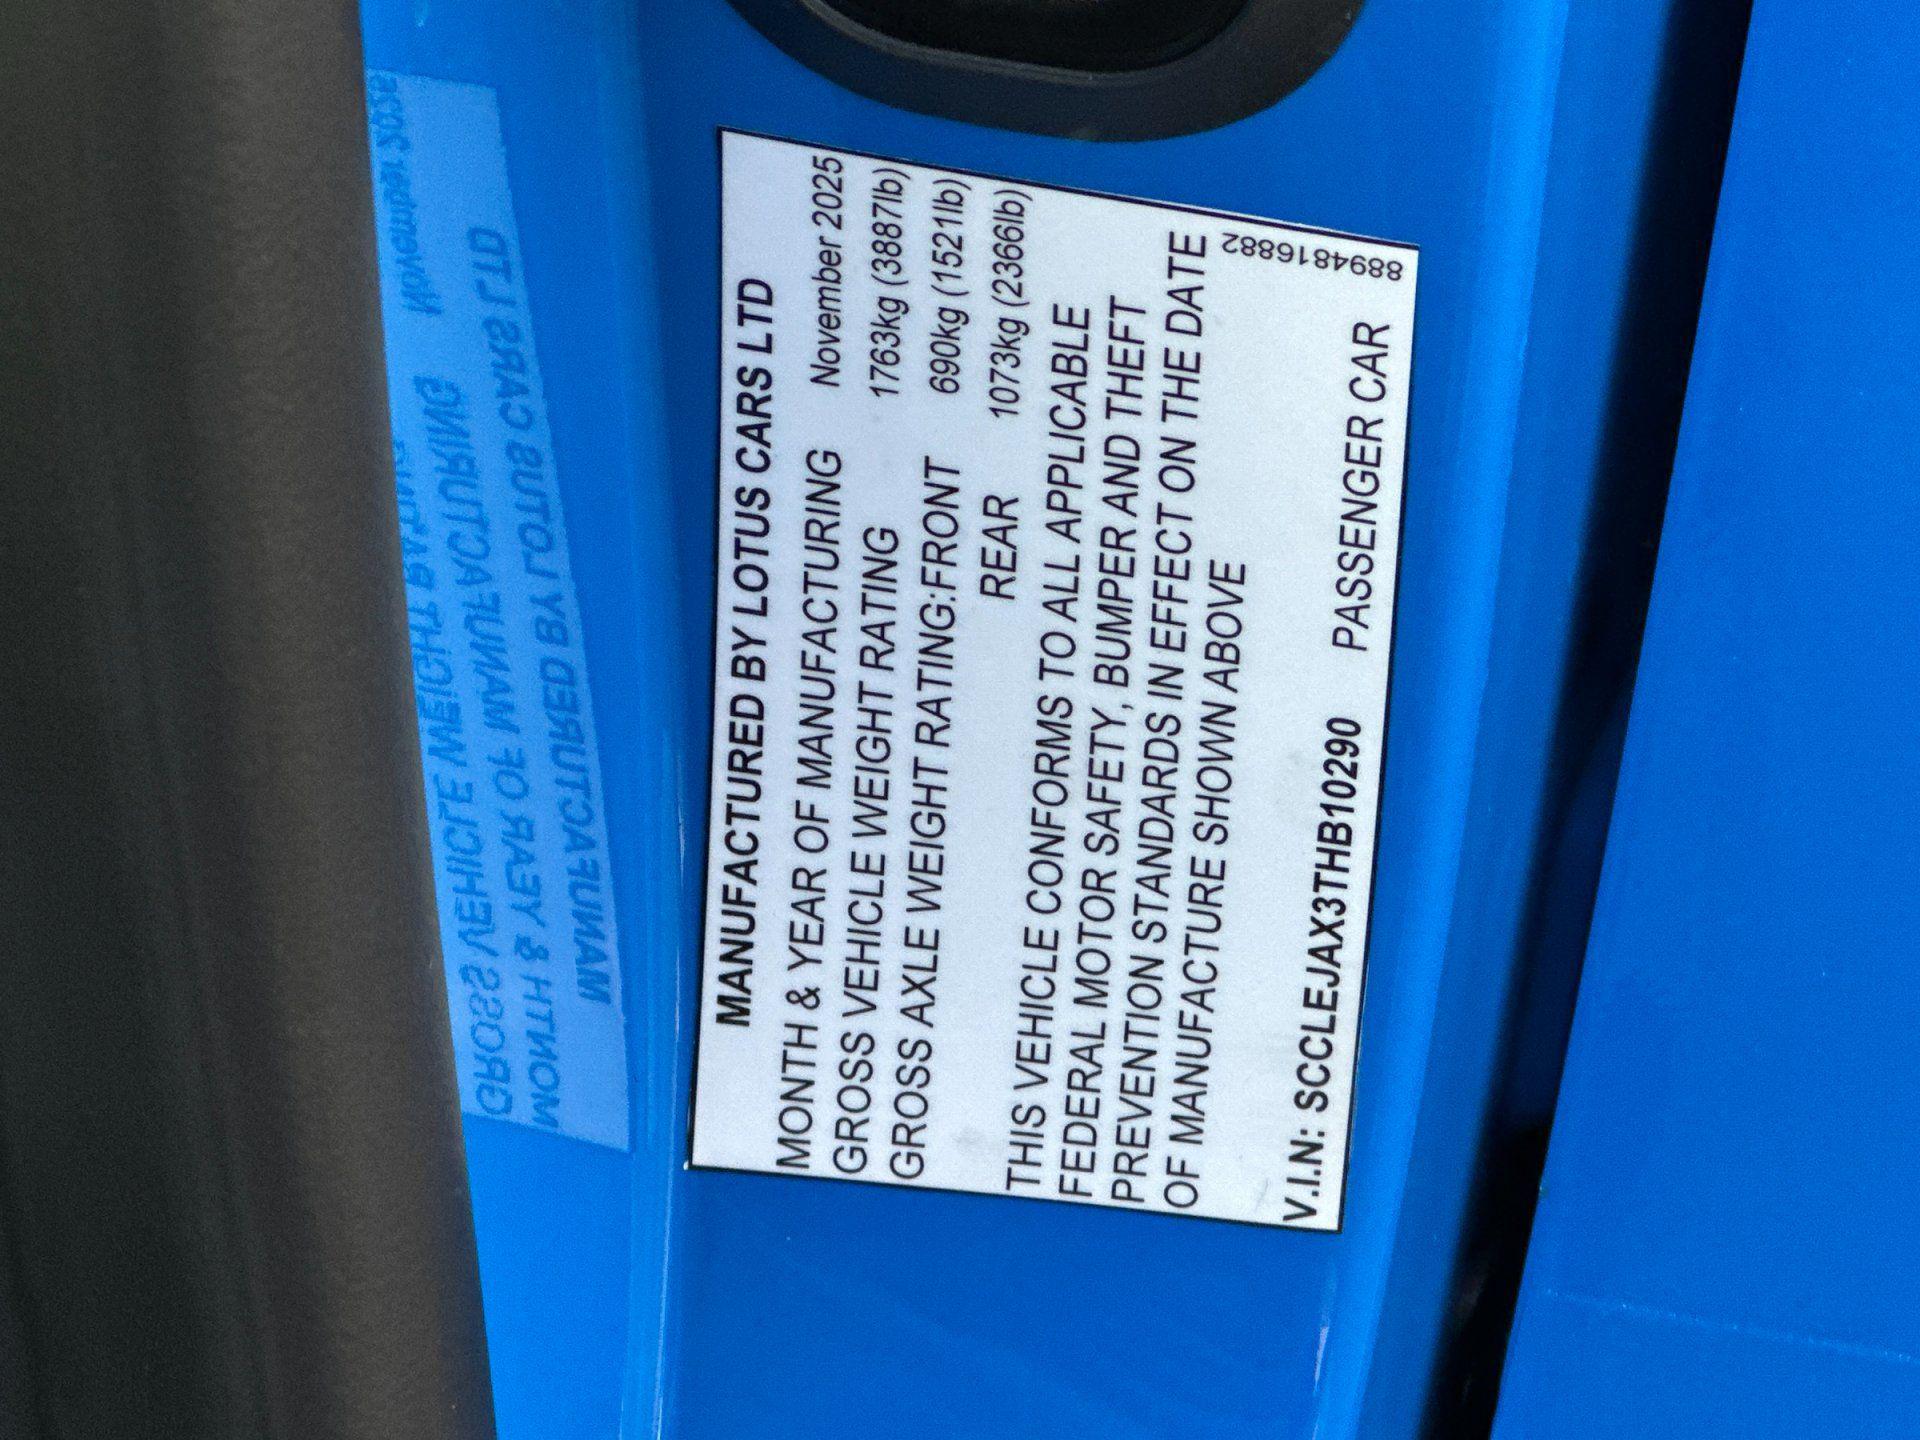 MANUFACTURED BY LOTUS CARS LTD
MONTH & YEAR OF MANUFACTURING November 2025
GROSS VEHICLE WEIGHT RATING 1763kg (3887lb)
GROSS AXLE WEIGHT RATING:FRONT 690kg (1521lb)
REAR 1073kg (2366lb)
THIS VEHICLE CONFORMS TO ALL APPLICABLE
FEDERAL MOTOR SAFETY, BUMPER AND THEFT
PREVENTION STANDARDS IN EFFECT ON THE DATE
OF MANUFACTURE SHOWN ABOVE
8894816882
V.I.N: SCCLEJAX3THB10290 PASSENGER CAR